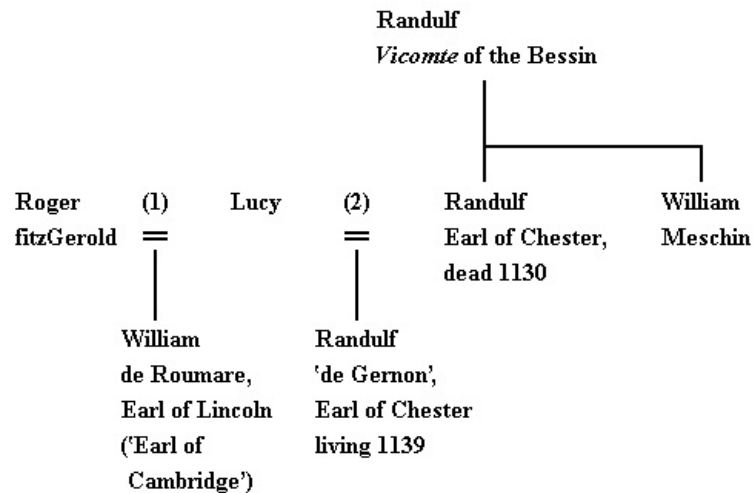 Randulf
Vicomte of the Bessin
Roger (1) Lucy (2) Randulf William
fitzGerold = = Earl of Chester, Meschin
dead 1130
William Randulf
de Roumare, 'de Gernon',
Earl of Lincoln Earl of Chester
('Earl of living 1139
Cambridge')